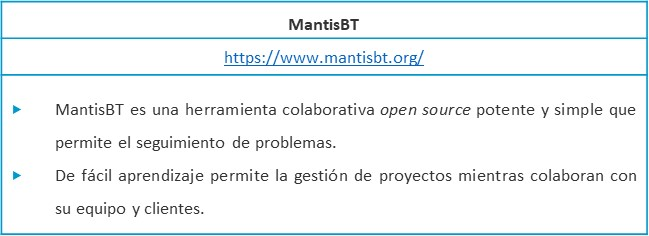 MantisBT
https://www.mantisbt.org/
MantisBT es una herramienta colaborativa open source potente y simple que
permite el seguimiento de problemas.
De fácil aprendizaje permite la gestión de proyectos mientras colaboran con
su equipo y clientes.